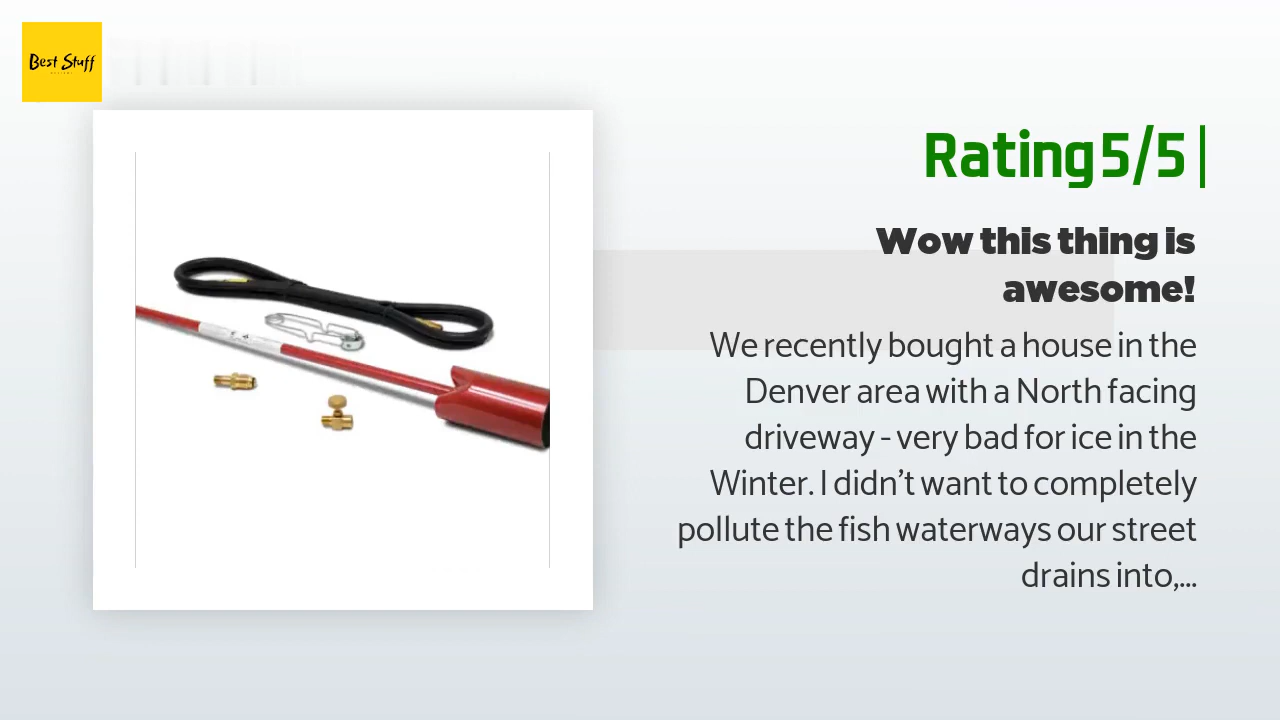 Best Stuff
Rating 5/5 |
Wow this thing is
awesome!
We recently bought a house in the
Denver area with a North facing
driveway - very bad for ice in the
Winter. I didn't want to completely
pollute the fish waterways our street
drains into,...